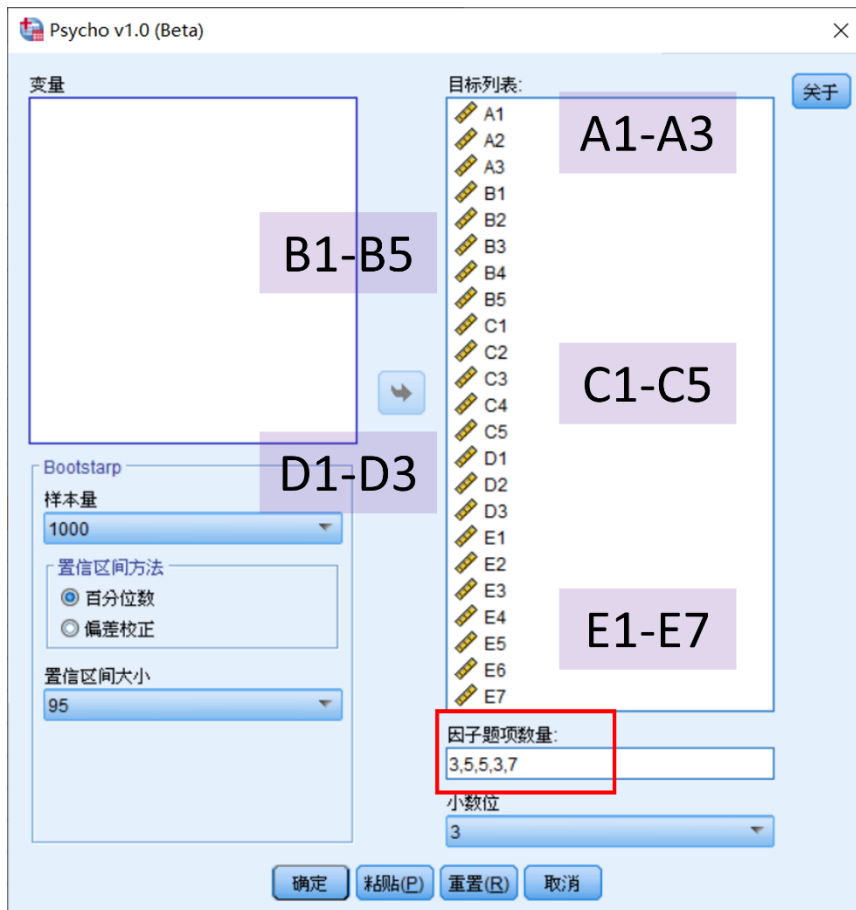 Psycho v1.0 (Beta)
变量
目标列表:
关于
A1
A2
A3
B1
B2
B3
B4
B5
C1
C2
C3
C4
C5
D1
D2
D3
E1
E2
E3
E4
E5
E6
E7
A1-A3
B1-B5
C1-C5
D1-D3
E1-E7
Bootstarp
样本量
1000
置信区间方法
百分位数
偏差校正
置信区间大小
95
因子题项数量:
3,5,5,3,7
小数位
3
确定
粘贴(P)
重置(R)
取消